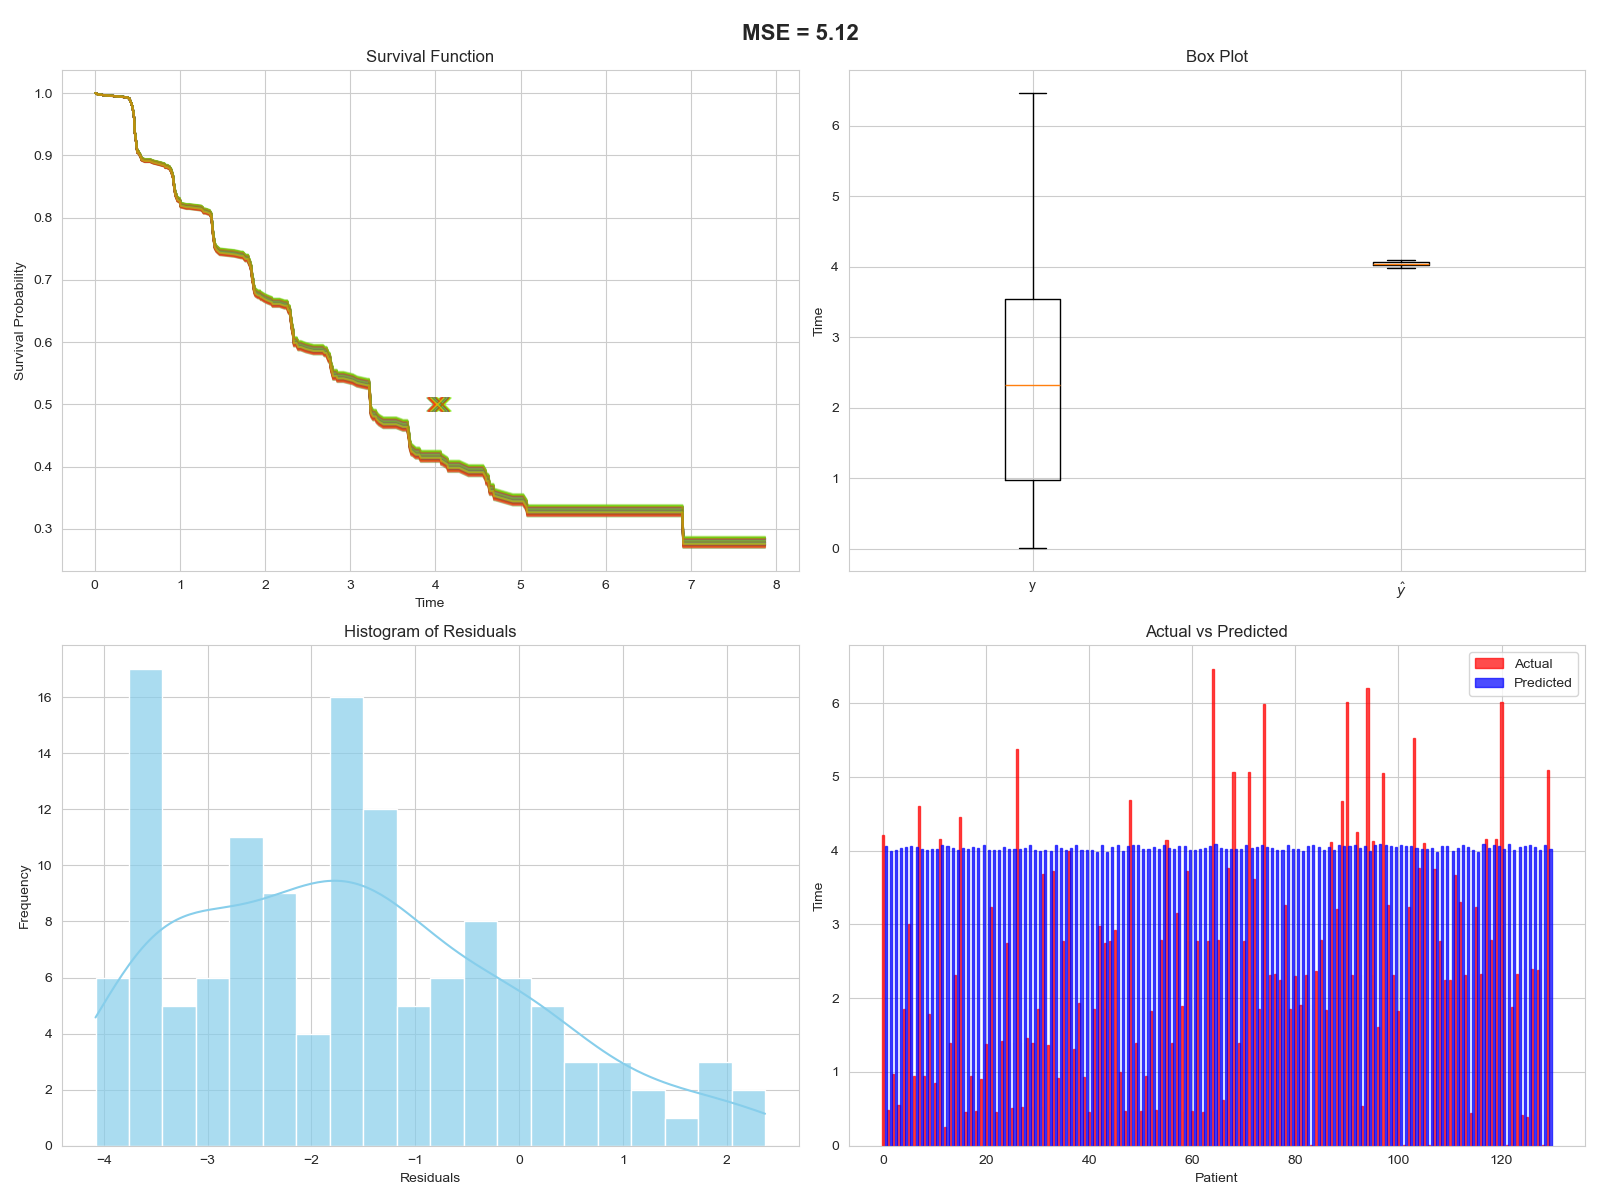 MSE = 5.12
Survival Function
Survival Probability
1.0
0.9
0.8
0.7
0.6
0.5
0.4
0.3
0 1 2 3 4 5 6 7 8
Time
Box Plot
Time
6
5
4
3
2
1
0
y ŷ
Histogram of Residuals
Frequency
16
14
12
10
8
6
4
2
0
−4 −3 −2 −1 0 1 2
Residuals
Actual vs Predicted
Actual
Predicted
Time
6
5
4
3
2
1
0
0 20 40 60 80 100 120
Patient